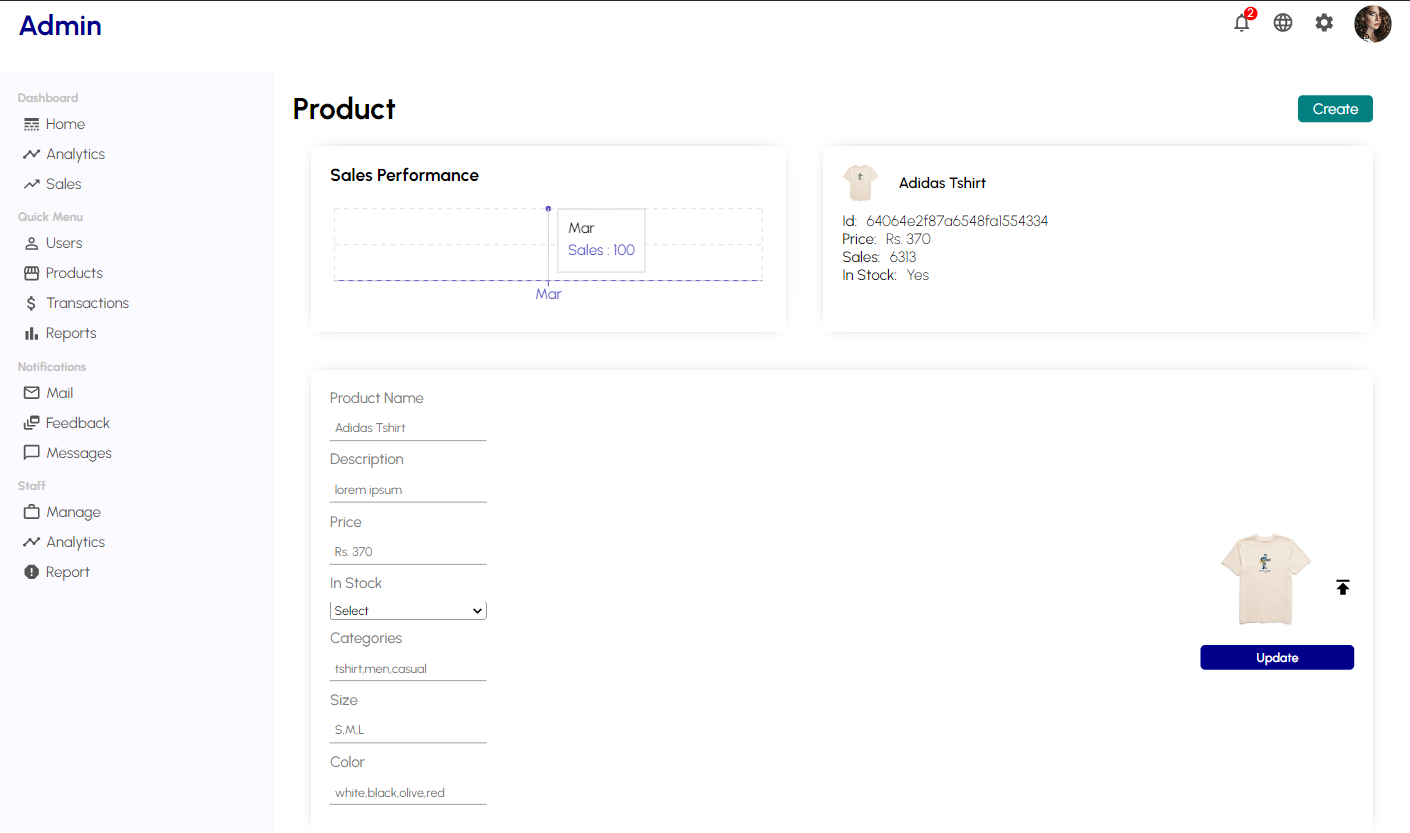 Admin
2
Dashboard
Home
Analytics
Sales
Quick Menu
Users
Products
Transactions
Reports
Notifications
Mail
Feedback
Messages
Staff
Manage
Analytics
Report
Product
Create
Sales Performance
Mar
Sales : 100
Mar
Adidas Tshirt
Id: 64064e2f87a6548fa1554334
Price: Rs. 370
Sales: 6313
In Stock: Yes
Product Name
Adidas Tshirt
Description
lorem ipsum
Price
Rs. 370
In Stock
Select
Categories
tshirt,men,casual
Size
S,M,L
Color
white,black,olive,red
Update